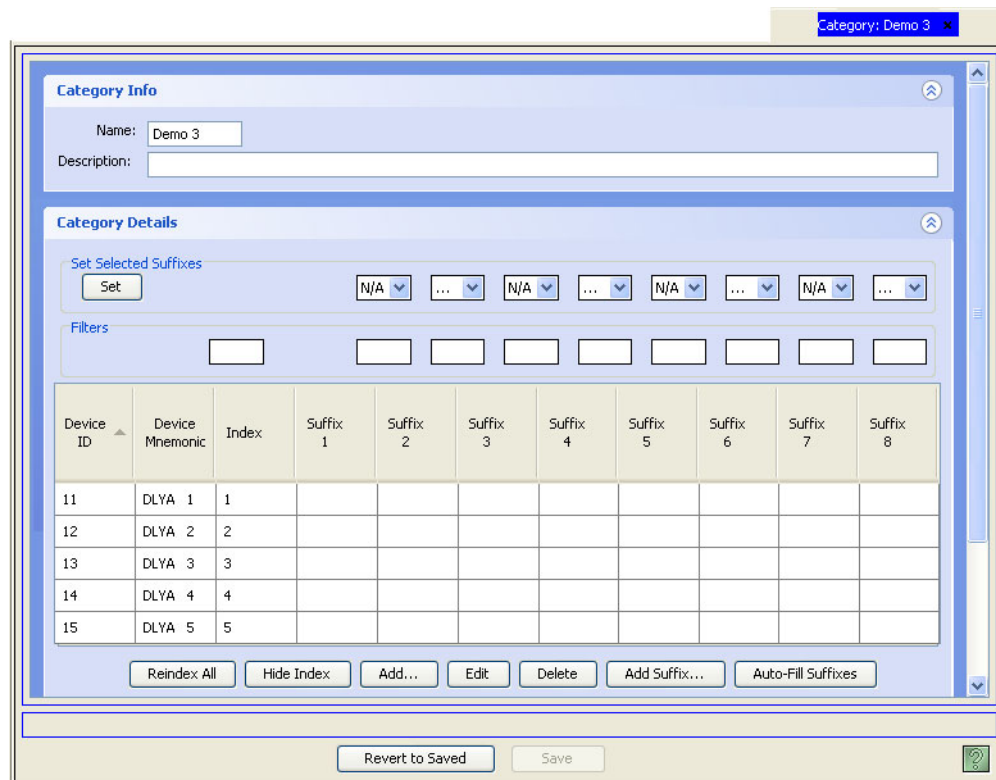 Category: Demo 3 ×
Category Info
Name: Demo 3
Description:
Category Details
Set Selected Suffixes
Set N/A ... N/A ... N/A ... N/A ...
Filters
Device ID Device Mnemonic Index Suffix 1 Suffix 2 Suffix 3 Suffix 4 Suffix 5 Suffix 6 Suffix 7 Suffix 8
11 DLYA 1 1
12 DLYA 2 2
13 DLYA 3 3
14 DLYA 4 4
15 DLYA 5 5
Reindex All Hide Index Add... Edit Delete Add Suffix... Auto-Fill Suffixes
Revert to Saved Save ?